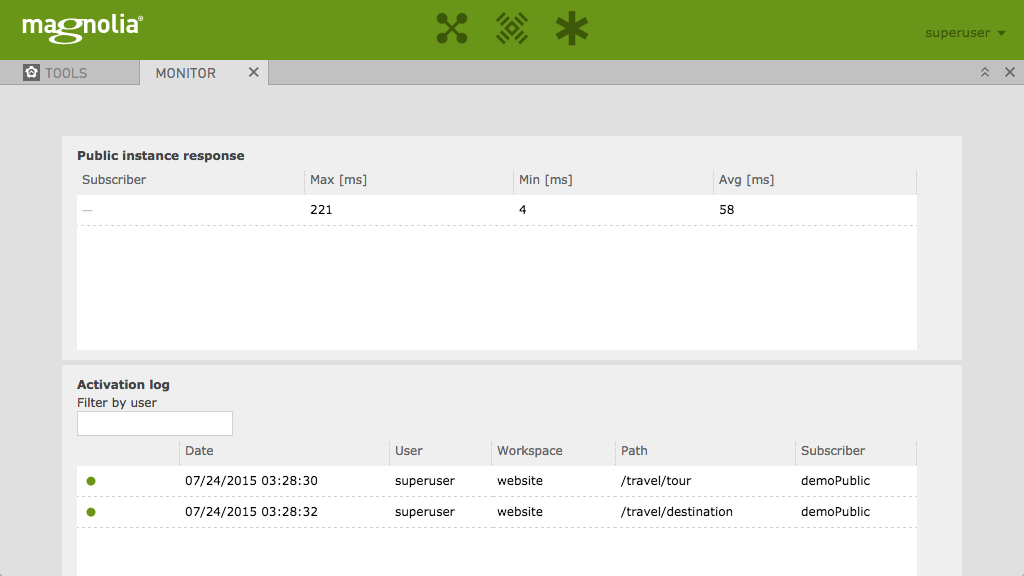 magnolia®
superuser
TOOLS MONITOR
Public instance response
Subscriber Max [ms] Min [ms] Avg [ms]
— 221 4 58
Activation log
Filter by user
Date User Workspace Path Subscriber
07/24/2015 03:28:30 superuser website /travel/tour demoPublic
07/24/2015 03:28:32 superuser website /travel/destination demoPublic